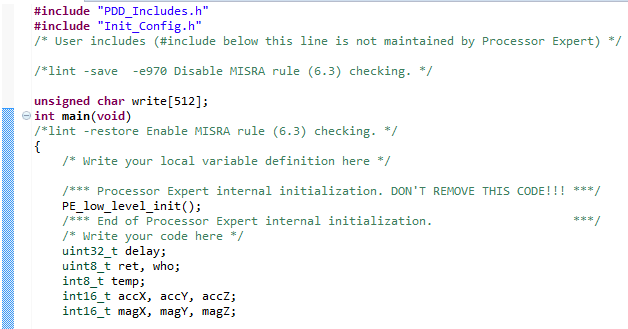 #include "PDD_Includes.h"
#include "Init_Config.h"
/* User includes (#include below this line is not maintained by Processor Expert) */
/*lint -save  -e970 Disable MISRA rule (6.3) checking. */
unsigned char write[512];
int main(void)
/*lint -restore Enable MISRA rule (6.3) checking. */
{
/* Write your local variable definition here */
/*** Processor Expert internal initialization. DON'T REMOVE THIS CODE!!! ***/
PE_low_level_init();
/*** End of Processor Expert internal initialization.                    ***/
/* Write your code here */
uint32_t delay;
uint8_t ret, who;
int8_t temp;
int16_t accX, accY, accZ;
int16_t magX, magY, magZ;